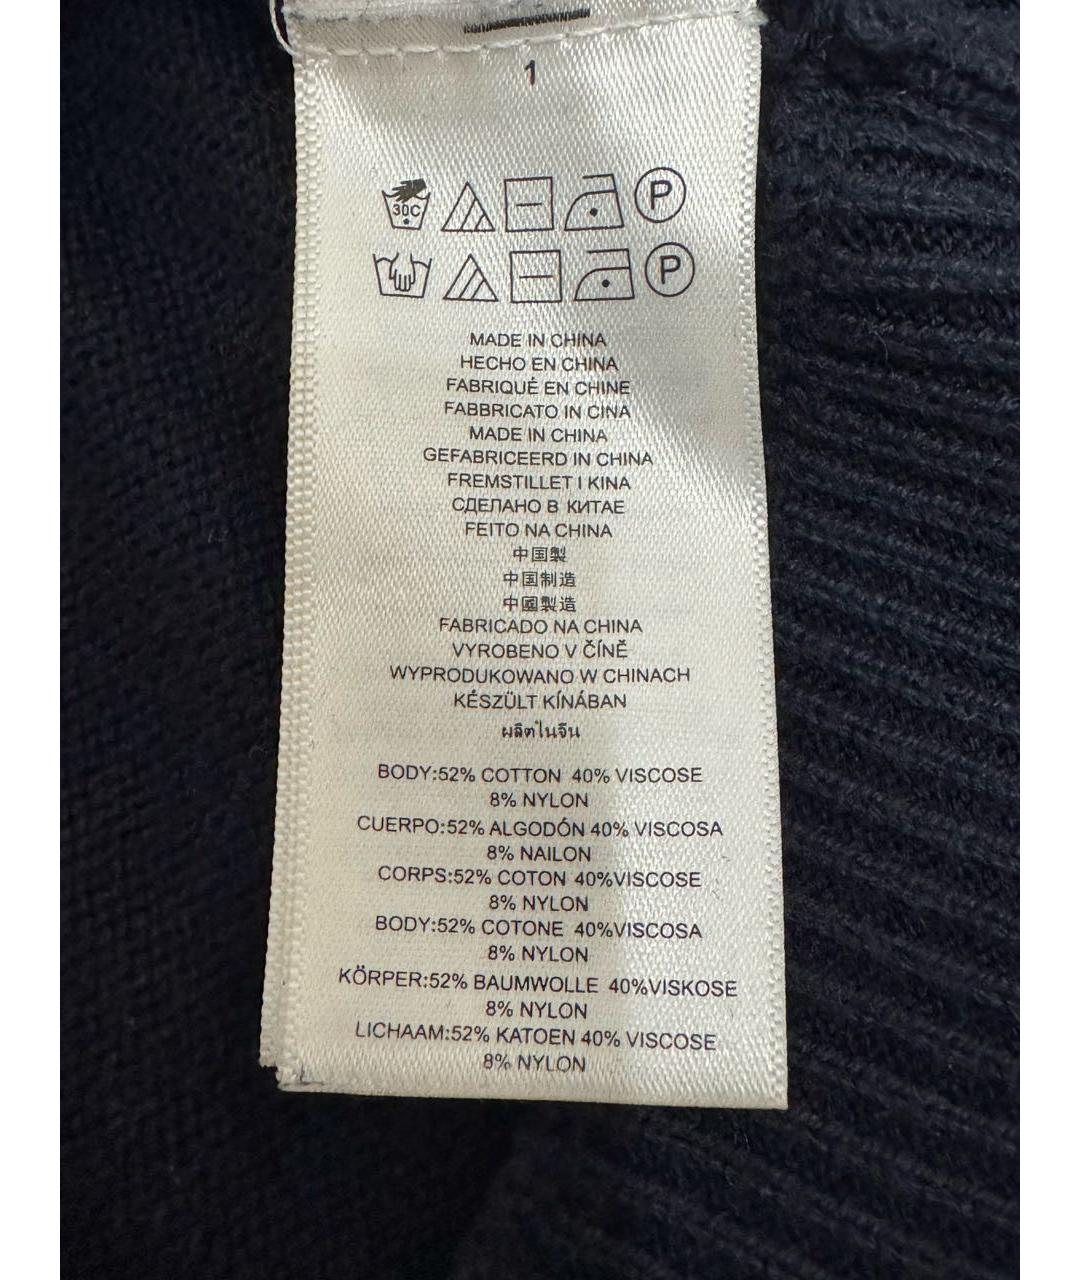 1
30C
P
P
MADE IN CHINA
HECHO EN CHINA
FABRIQUÉ EN CHINE
FABBRICATO IN CINA
MADE IN CHINA
GEFABRICEERD IN CHINA
FREMSTILLET I KINA
СДЕЛАНО В КИТАЕ
FEITO NA CHINA
中国製
中国制造
中國製造
FABRICADO NA CHINA
VYROBENO V ČÍNĚ
WYPRODUKOWANO W CHINACH
KÉSZÜLT KÍNÁBAN
ผลิตในจีน
BODY:52% COTTON 40% VISCOSE
8% NYLON
CUERPO:52% ALGODÓN 40% VISCOSA
8% NAILON
CORPS:52% COTON 40%VISCOSE
8% NYLON
BODY:52% COTONE 40%VISCOSA
8% NYLON
KÖRPER:52% BAUMWOLLE 40%VISKOSE
8% NYLON
LICHAAM:52% KATOEN 40% VISCOSE
8% NYLON